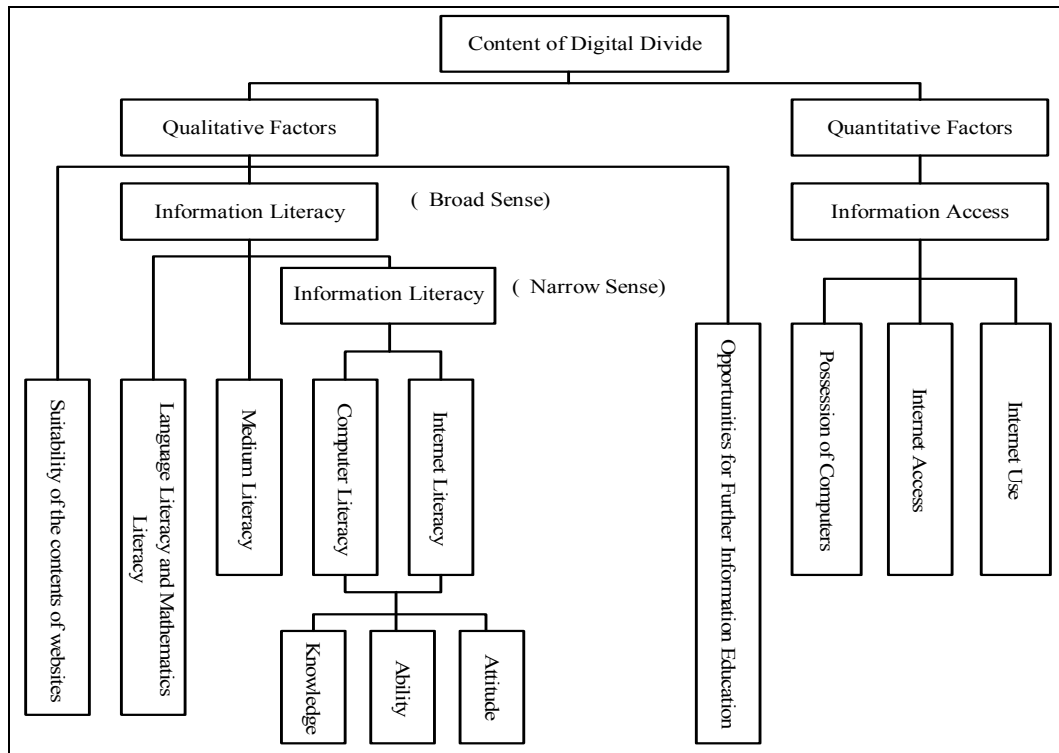 Content of Digital Divide
Qualitative Factors
Quantitative Factors
Information Literacy
( Broad Sense)
Information Access
Information Literacy
( Narrow Sense)
Suitability of the contents of websites
Language Literacy and Mathematics
Literacy
Medium Literacy
Computer Literacy
Internet Literacy
Opportunities for Further Information Education
Possession of Computers
Internet Access
Internet Use
Knowledge
Ability
Attitude